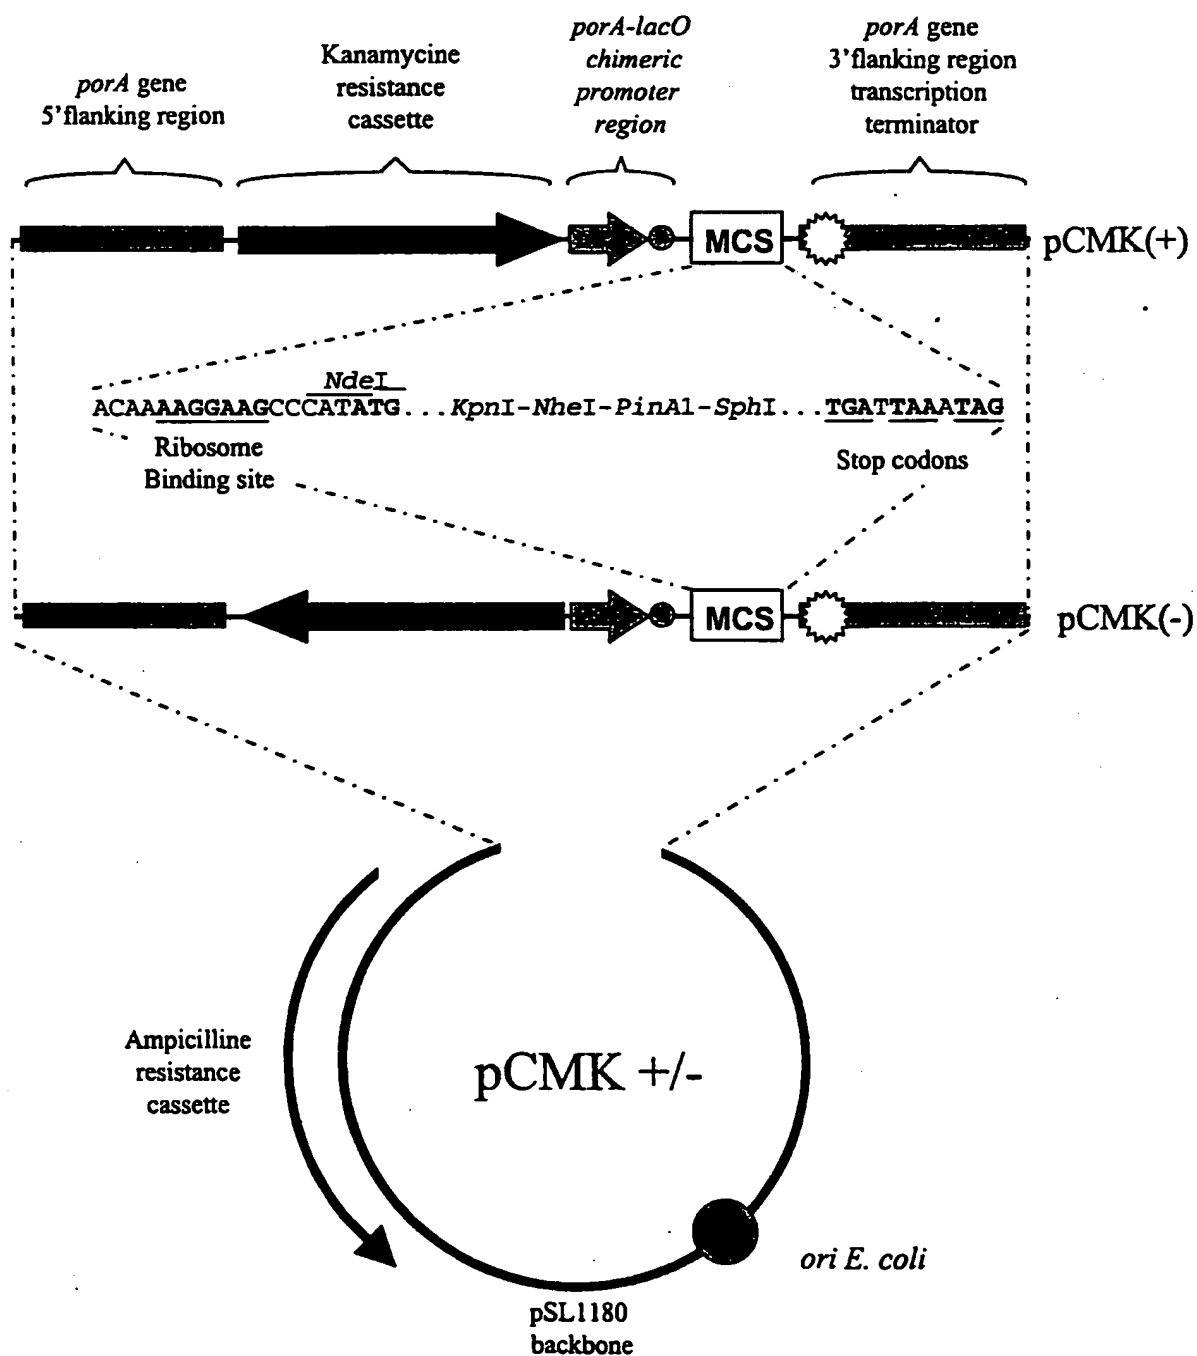 porA gene
5'flanking region
Kanamycine
resistance
cassette
porA-lacO
chimeric
promoter
region
porA gene
3'flanking region
transcription
terminator
MCS
pCMK(+)
NdeI
ACAAAAGGAAGCCCATATG...KpnI-NheI-PinA1-SphI...TGATTAAATAG
Ribosome
Binding site
Stop codons
MCS
pCMK(-)
Ampicilline
resistance
cassette
pCMK +/-
ori E. coli
pSL1180
backbone